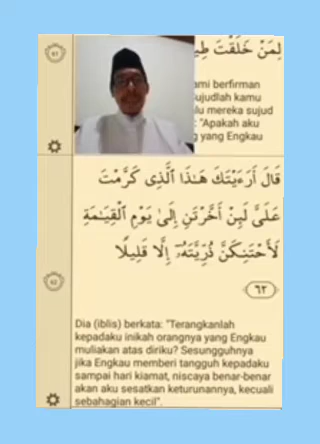 لِمَنْ خَلَقْتَ
ami berfirman
ujudlah kamu
lu mereka sujud
: "Apakah aku
g yang Engkau
٦١
قَالَ أَرَءَيْتَكَ هَـٰذَا ٱلَّذِى كَرَّمْتَ
عَلَىَّ لَئِنْ أَخَّرْتَنِ إِلَىٰ يَوْمِ ٱلْقِيَـٰمَةِ
لَأَحْتَنِكَنَّ ذُرِّيَّتَهُۥٓ إِلَّا قَلِيلًا
٦٢
٦٢
Dia (iblis) berkata: "Terangkanlah
kepadaku inikah orangnya yang Engkau
muliakan atas diriku? Sesungguhnya
jika Engkau memberi tangguh kepadaku
sampai hari kiamat, niscaya benar-benar
akan aku sesatkan keturunannya, kecuali
sebahagian kecil".